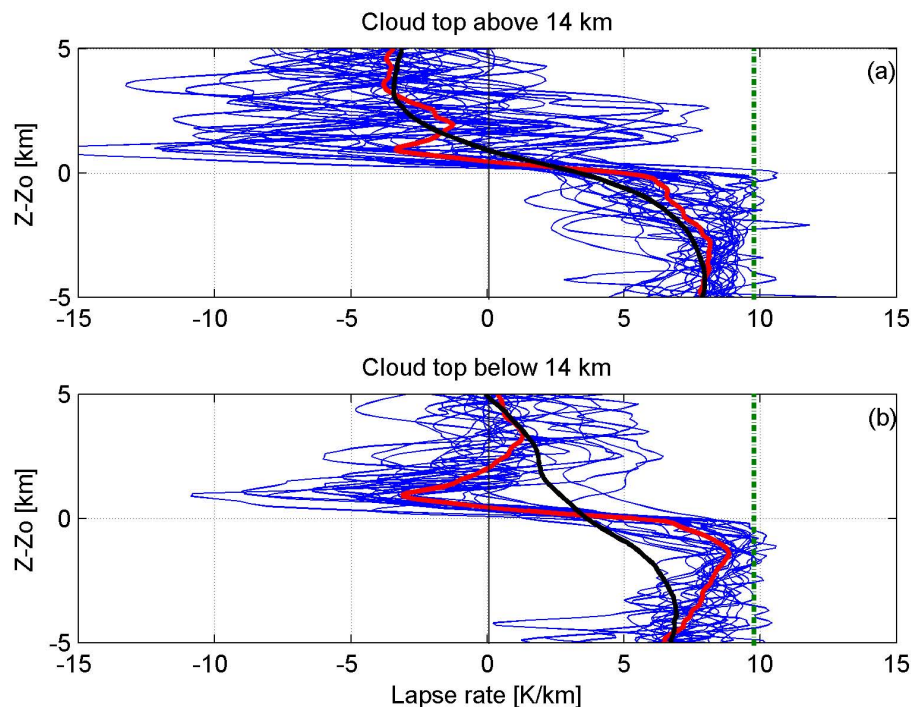 Cloud top above 14 km
(a)
5
0
-5
Z-Zo [km]
-15 -10 -5 0 5 10 15
Cloud top below 14 km
(b)
5
0
-5
Z-Zo [km]
-15 -10 -5 0 5 10 15
Lapse rate [K/km]